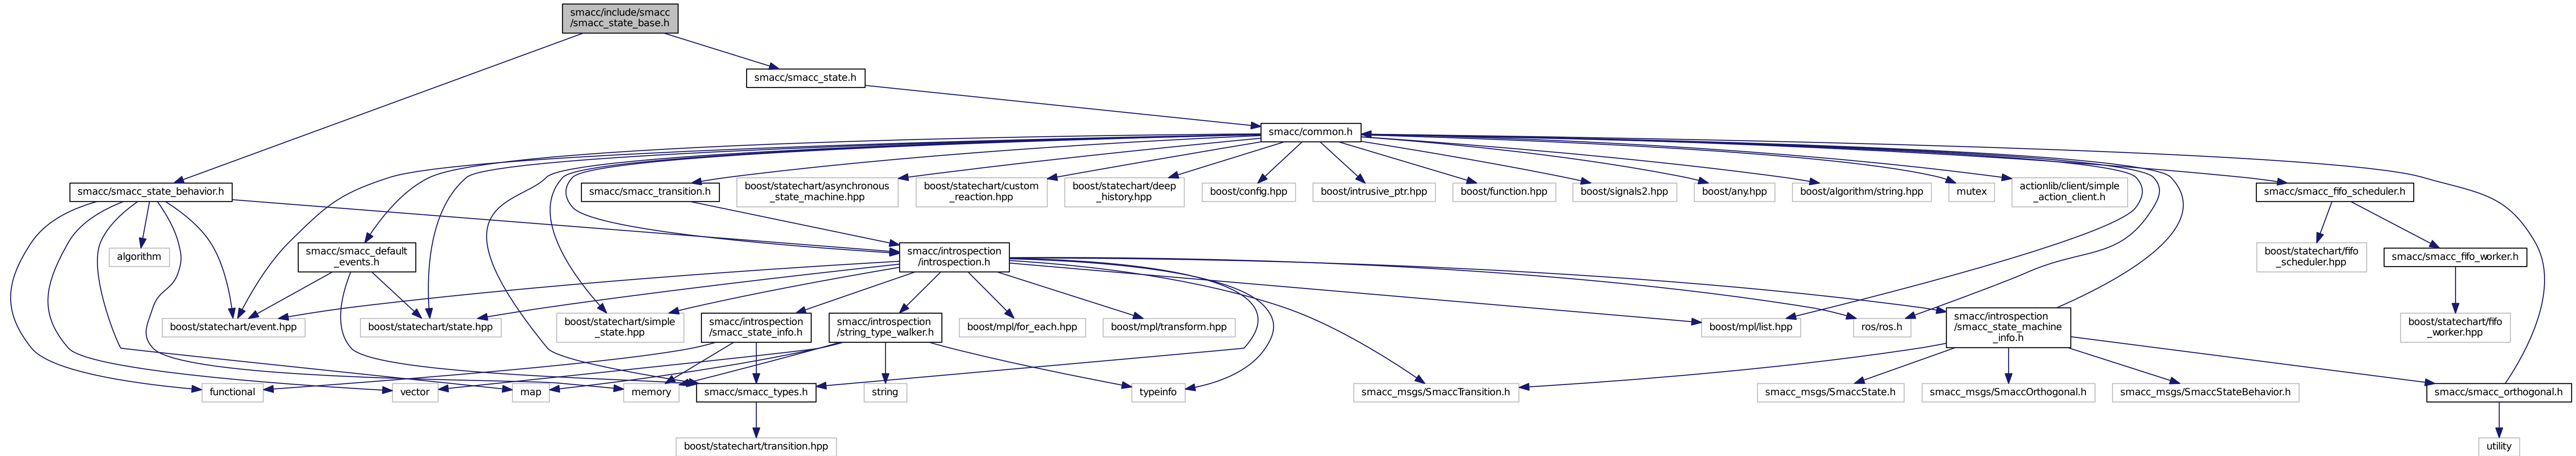 smacc/include/smacc
/smacc_state_base.h
smacc/smacc_state.h
smacc/common.h
smacc/smacc_state_behavior.h
smacc/smacc_transition.h
boost/statechart/asynchronous
_state_machine.hpp
boost/statechart/custom
_reaction.hpp
boost/statechart/deep
_history.hpp
boost/config.hpp
boost/intrusive_ptr.hpp
boost/function.hpp
boost/signals2.hpp
boost/any.hpp
boost/algorithm/string.hpp
mutex
actionlib/client/simple
_action_client.h
smacc/smacc_fifo_scheduler.h
algorithm
smacc/smacc_default
_events.h
smacc/introspection
/introspection.h
boost/statechart/fifo
_scheduler.hpp
smacc/smacc_fifo_worker.h
boost/statechart/event.hpp
boost/statechart/state.hpp
boost/statechart/simple
_state.hpp
smacc/introspection
/smacc_state_info.h
smacc/introspection
/string_type_walker.h
boost/mpl/for_each.hpp
boost/mpl/transform.hpp
boost/mpl/list.hpp
ros/ros.h
smacc/introspection
/smacc_state_machine
_info.h
boost/statechart/fifo
_worker.hpp
functional
vector
map
memory
smacc/smacc_types.h
string
typeinfo
smacc_msgs/SmaccTransition.h
smacc_msgs/SmaccState.h
smacc_msgs/SmaccOrthogonal.h
smacc_msgs/SmaccStateBehavior.h
smacc/smacc_orthogonal.h
boost/statechart/transition.hpp
utility